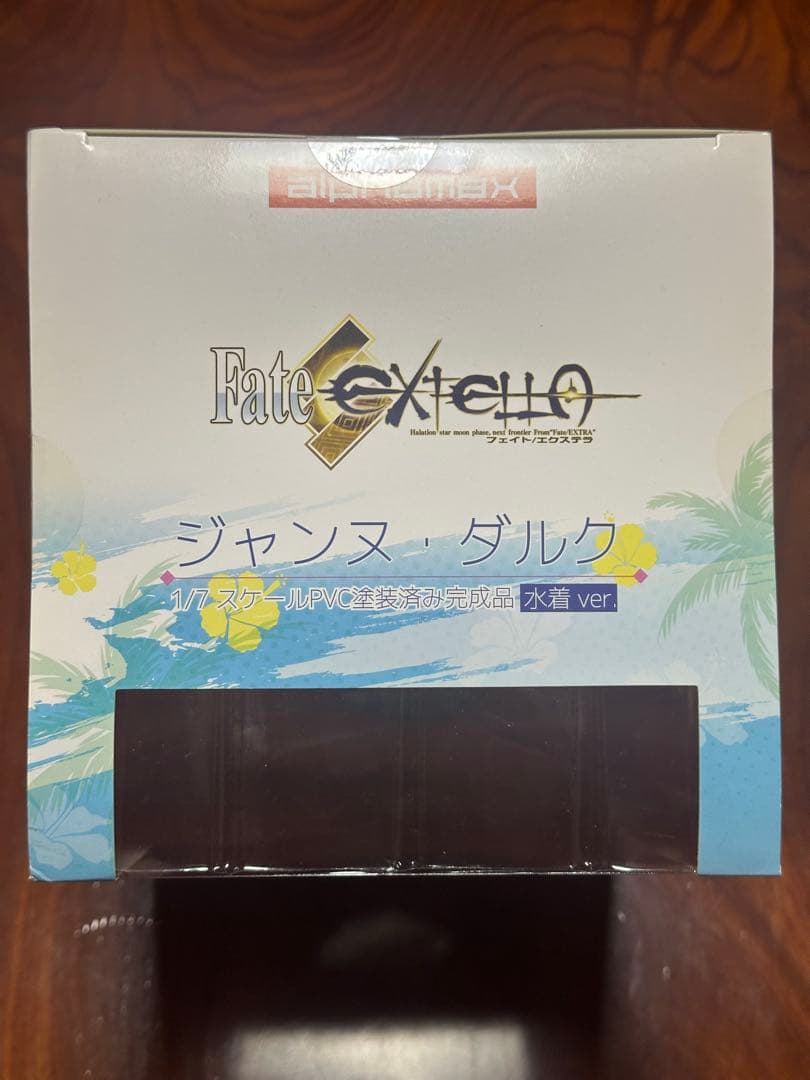 alphamax
Fate EXTELLA
Halation star moon phase, next frontier From"Fate/EXTRA"
フェイト/エクステラ
ジャンヌ・ダルク
1/7 スケールPVC塗装済み完成品 水着 ver.